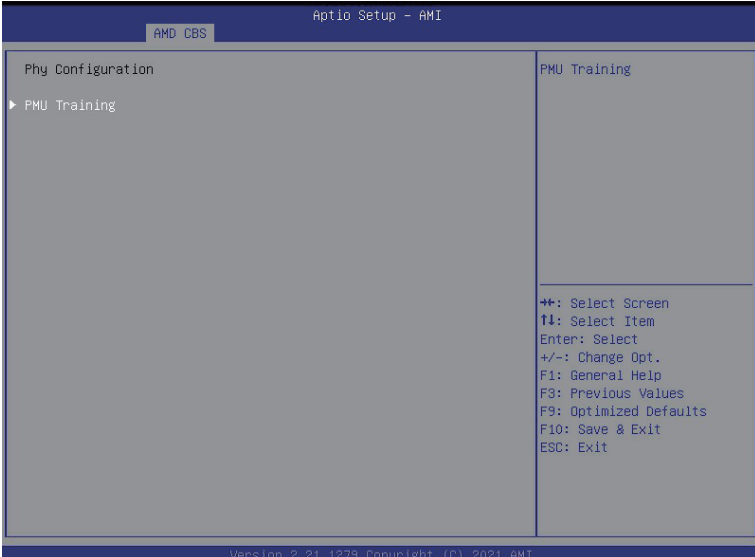 Aptio Setup – AMI
AMD CBS
Phy Configuration
PMU Training
PMU Training
→←: Select Screen
↑↓: Select Item
Enter: Select
+/-: Change Opt.
F1: General Help
F3: Previous Values
F9: Optimized Defaults
F10: Save & Exit
ESC: Exit
Version 2.21.1279 Copyright (C) 2021 AMI